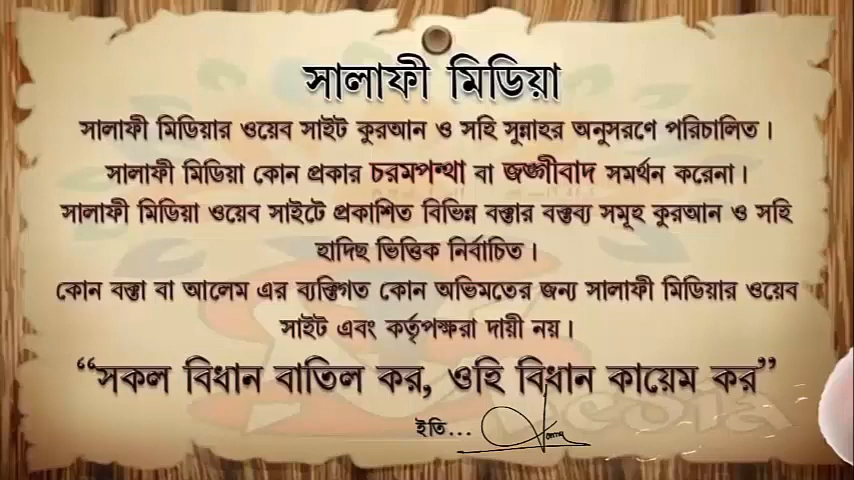 সালাফী মিডিয়া
সালাফী মিডিয়ার ওয়েব সাইট কুরআন ও সহি সুন্নাহর অনুসরণে পরিচালিত।
সালাফী মিডিয়া কোন প্রকার চরমপন্থা বা জঙ্গীবাদ সমর্থন করেনা।
সালাফী মিডিয়া ওয়েব সাইটে প্রকাশিত বিভিন্ন বক্তার বক্তব্য সমূহ কুরআন ও সহি
হাদিছ ভিত্তিক নির্বাচিত।
কোন বক্তা বা আলেম এর ব্যক্তিগত কোন অভিমতের জন্য সালাফী মিডিয়ার ওয়েব
সাইট এবং কর্তৃপক্ষরা দায়ী নয়।
“সকল বিধান বাতিল কর, ওহি বিধান কায়েম কর”
ইতি...